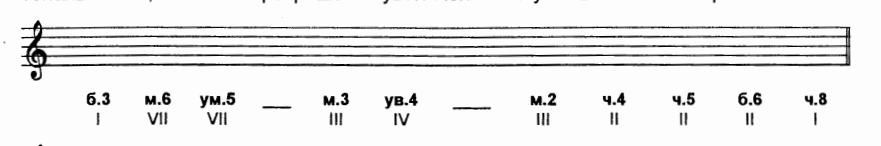 б.3 м.6 ум.5 ___ м.3 ув.4 ___ м.2 ч.4 ч.5 б.6 ч.8
I VII VII III IV III II II II I